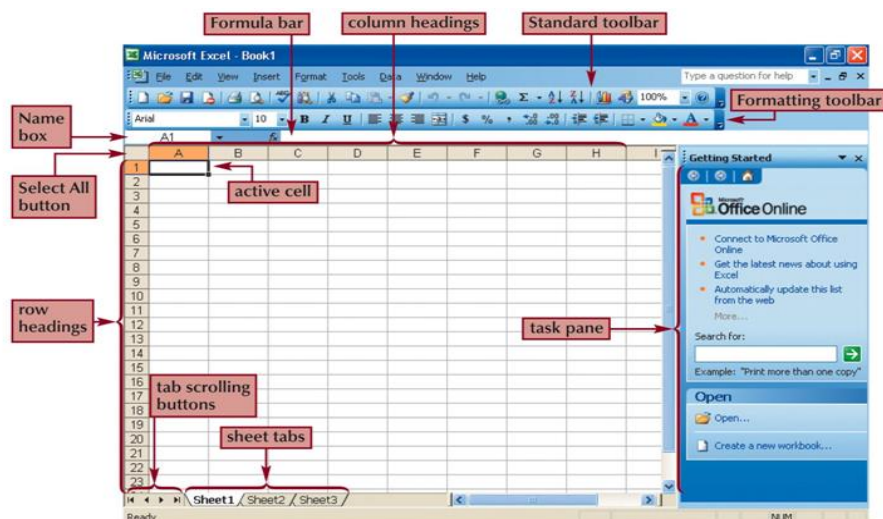 Formula bar
column headings
Standard toolbar
Microsoft Excel - Book1
File Edit View Insert Format Tools Data Window Help
Type a question for help
100%
Formatting toolbar
Arial 10 B I U $ % ,
Name
box
A1 fx
A B C D E F G H I
Select All
button
active cell
Getting Started
Microsoft
Office Online
Connect to Microsoft Office
Online
Get the latest news about using
Excel
Automatically update this list
from the web
More...
Search for:
Example: "Print more than one copy"
Open
Open...
Create a new workbook...
task pane
row
headings
1
2
3
4
5
6
7
8
9
10
11
12
13
14
15
16
17
18
19
20
21
22
23
tab scrolling
buttons
sheet tabs
Sheet1 Sheet2 Sheet3
Ready
NUM